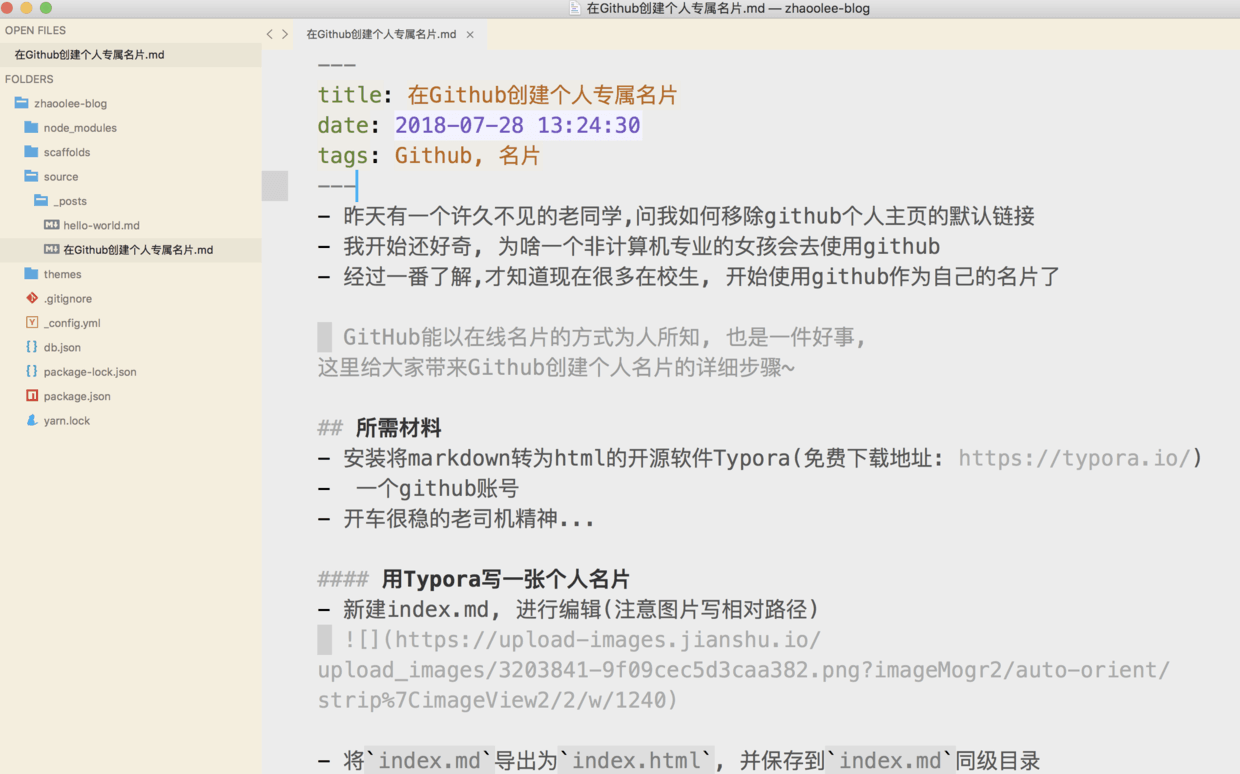 在Github创建个人专属名片.md — zhaoolee-blog
OPEN FILES
在Github创建个人专属名片.md
FOLDERS
zhaoolee-blog
node_modules
scaffolds
source
_posts
hello-world.md
在Github创建个人专属名片.md
themes
.gitignore
_config.yml
db.json
package-lock.json
package.json
yarn.lock
在Github创建个人专属名片.md ×
---
title: 在Github创建个人专属名片
date: 2018-07-28 13:24:30
tags: Github, 名片
---
- 昨天有一个许久不见的老同学,问我如何移除github个人主页的默认链接
- 我开始还好奇, 为啥一个非计算机专业的女孩会去使用github
- 经过一番了解,才知道现在很多在校生, 开始使用github作为自己的名片了
GitHub能以在线名片的方式为人所知, 也是一件好事,
这里给大家带来Github创建个人名片的详细步骤~
## 所需材料
- 安装将markdown转为html的开源软件Typora(免费下载地址: https://typora.io/)
-  一个github账号
- 开车很稳的老司机精神...
#### 用Typora写一张个人名片
- 新建index.md, 进行编辑(注意图片写相对路径)
![](https://upload-images.jianshu.io/
upload_images/3203841-9f09cec5d3caa382.png?imageMogr2/auto-orient/
strip%7CimageView2/2/w/1240)
- 将`index.md`导出为`index.html`, 并保存到`index.md`同级目录